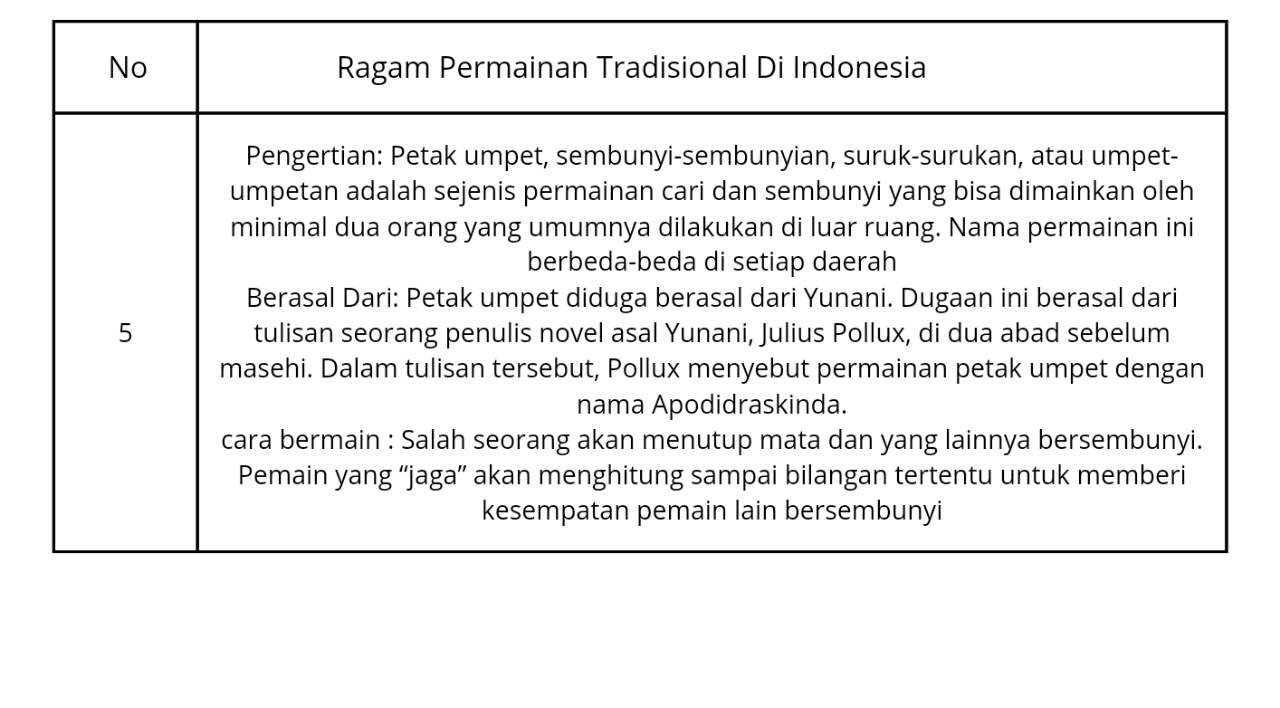 No
Ragam Permainan Tradisional Di Indonesia
5
Pengertian: Petak umpet, sembunyi-sembunyian, suruk-surukan, atau umpet-
umpetan adalah sejenis permainan cari dan sembunyi yang bisa dimainkan oleh
minimal dua orang yang umumnya dilakukan di luar ruang. Nama permainan ini
berbeda-beda di setiap daerah
Berasal Dari: Petak umpet diduga berasal dari Yunani. Dugaan ini berasal dari
tulisan seorang penulis novel asal Yunani, Julius Pollux, di dua abad sebelum
masehi. Dalam tulisan tersebut, Pollux menyebut permainan petak umpet dengan
nama Apodidraskinda.
cara bermain : Salah seorang akan menutup mata dan yang lainnya bersembunyi.
Pemain yang “jaga” akan menghitung sampai bilangan tertentu untuk memberi
kesempatan pemain lain bersembunyi